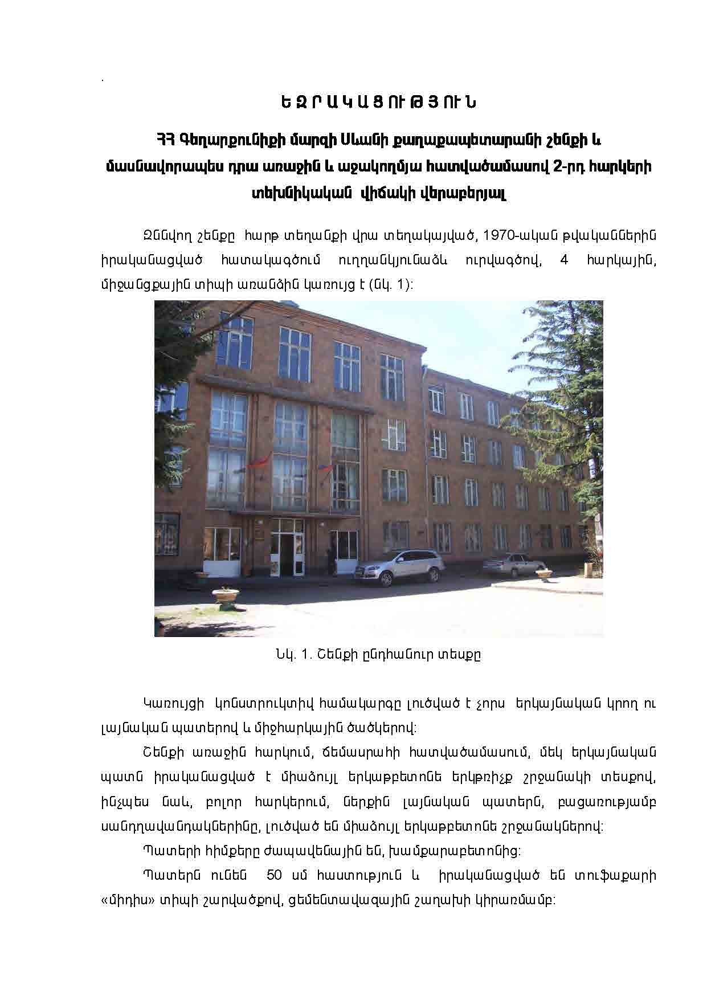 .
Ե Զ Ր Ա Կ Ա Ց ՈՒ Թ Յ ՈՒ Ն
ՀՀ Գեղարքունիքի մարզի Սևանի քաղաքապետարանի շենքի և
մասնավորապես դրա առաջին և աջակողմյա հատվածամասով 2-րդ հարկերի
տեխնիկական վիճակի վերաբերյալ
Զննվող շենքը հարթ տեղանքի վրա տեղակայված, 1970-ական թվականներին
իրականացված հատակագծում ուղղանկյունաձև ուրվագծով, 4 հարկային,
միջանցքային տիպի առանձին կառույց է (նկ. 1):
Նկ. 1. Շենքի ընդհանուր տեսքը
Կառույցի կոնստրուկտիվ համակարգը լուծված է չորս երկայնական կրող ու
լայնական պատերով և միջհարկային ծածկերով:
Շենքի առաջին հարկում, ճեմասրահի հատվածամասում, մեկ երկայնական
պատն իրականացված է միաձույլ երկաթբետոնե երկթռիչք շրջանակի տեսքով,
ինչպես նաև, բոլոր հարկերում, ներքին լայնական պատերն, բացառությամբ
սանդղավանդակներինը, լուծված են միաձույլ երկաթբետոնե շրջանակներով:
Պատերի հիմքերը ժապավենային են, խամքարաբետոնից:
Պատերն ունեն 50 սմ հաստություն և իրականացված են տուֆաքարի
«միդիս» տիպի շարվածքով, ցեմենտավազային շաղախի կիրառմամբ: